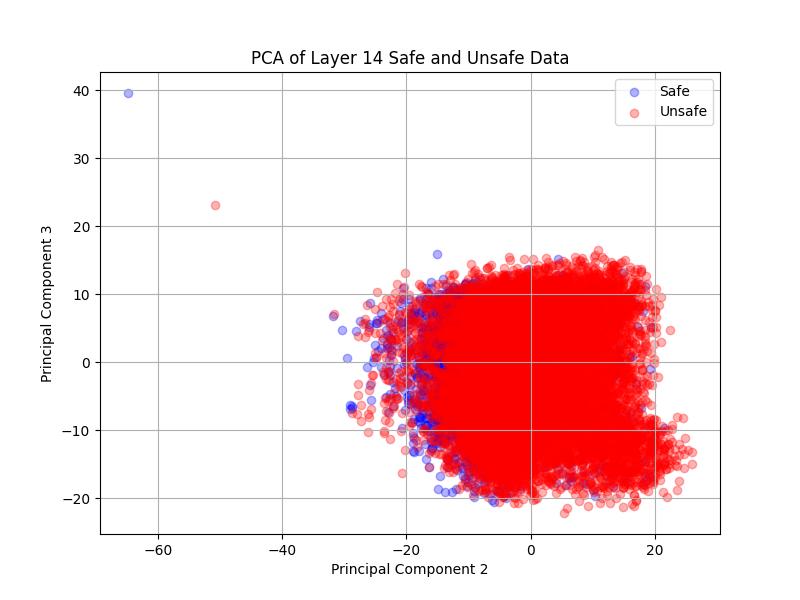 PCA of Layer 14 Safe and Unsafe Data
Safe
Unsafe
40
30
20
10
0
−10
−20
Principal Component 3
−60
−40
−20
0
20
Principal Component 2